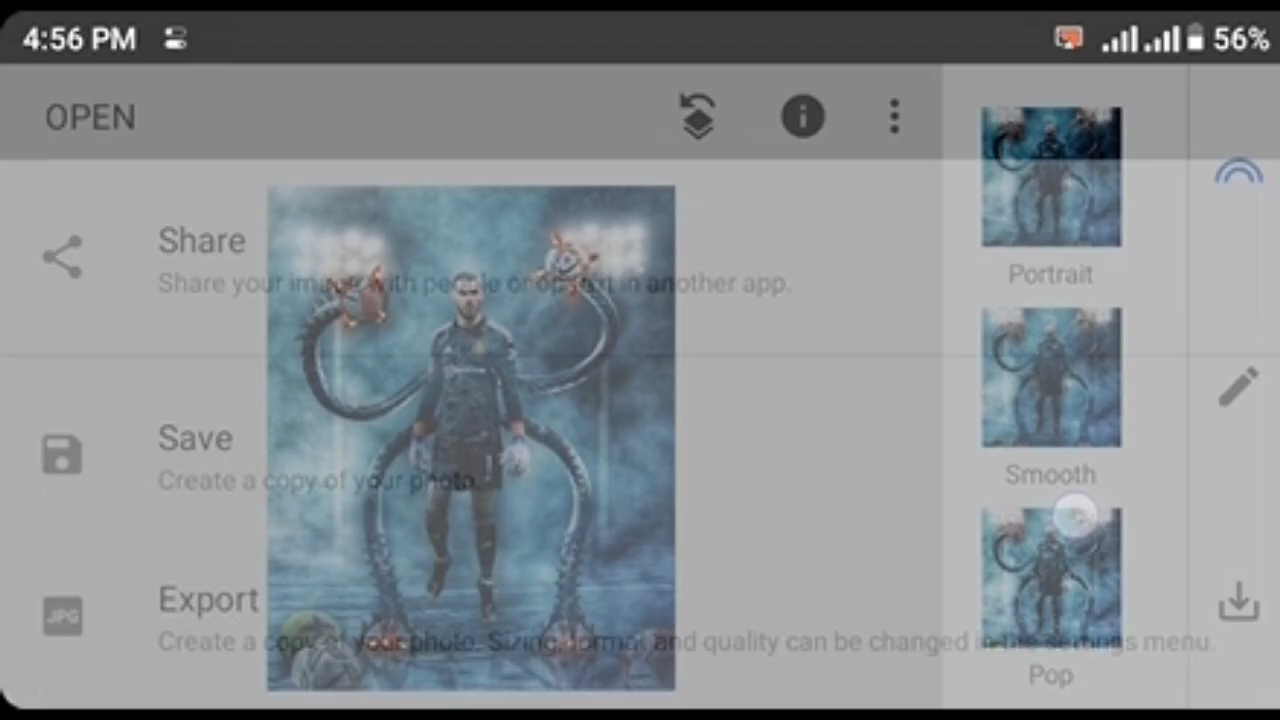 4:56 PM
56%
OPEN
Share
Share your image with people or open it in another app.
Save
Create a copy of your photo.
Export
JPG
Create a copy of your photo. Sizing, format and quality can be changed in the settings menu.
Portrait
Smooth
Pop